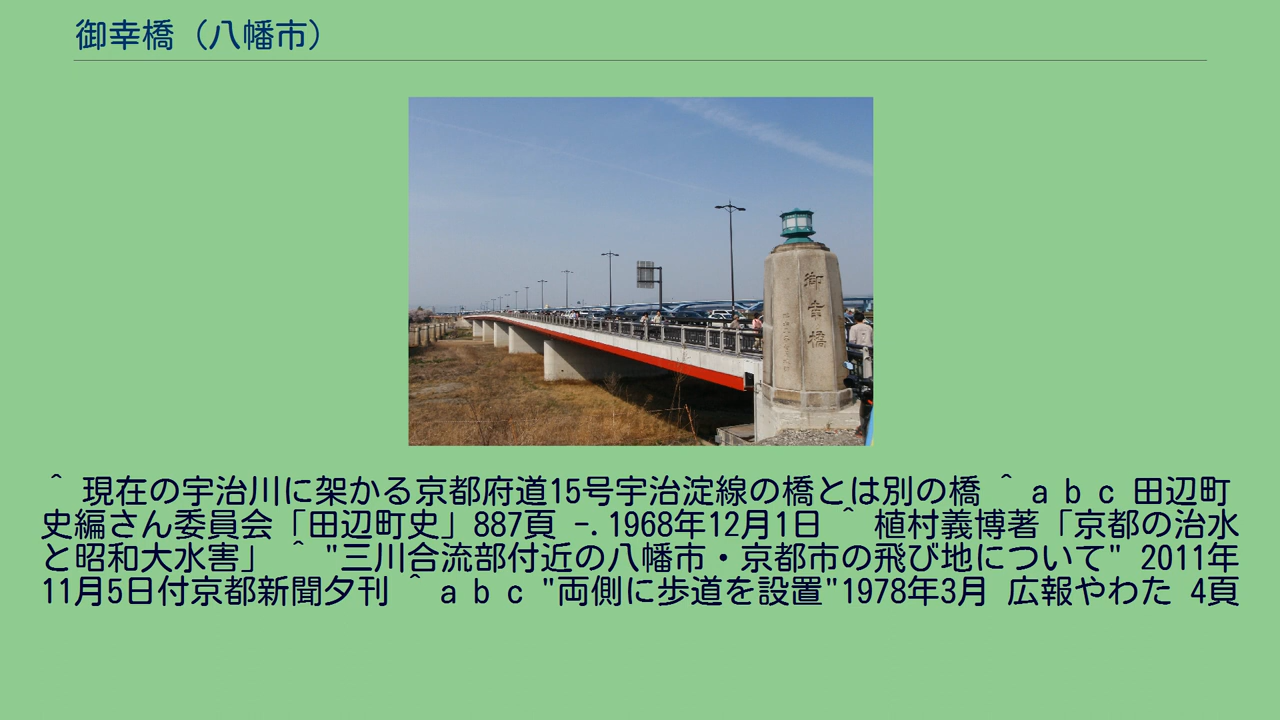 御幸橋（八幡市）
御幸橋
＾ 現在の宇治川に架かる京都府道15号宇治淀線の橋とは別の橋 ＾ a b c 田辺町
史編さん委員会「田辺町史」887頁 -. 1968年12月1日 ＾ 植村義博著「京都の治水
と昭和大水害」 ＾ "三川合流部付近の八幡市・京都市の飛び地について" 2011年
11月5日付京都新聞夕刊 ＾ a b c "両側に歩道を設置"1978年3月 広報やわた 4頁